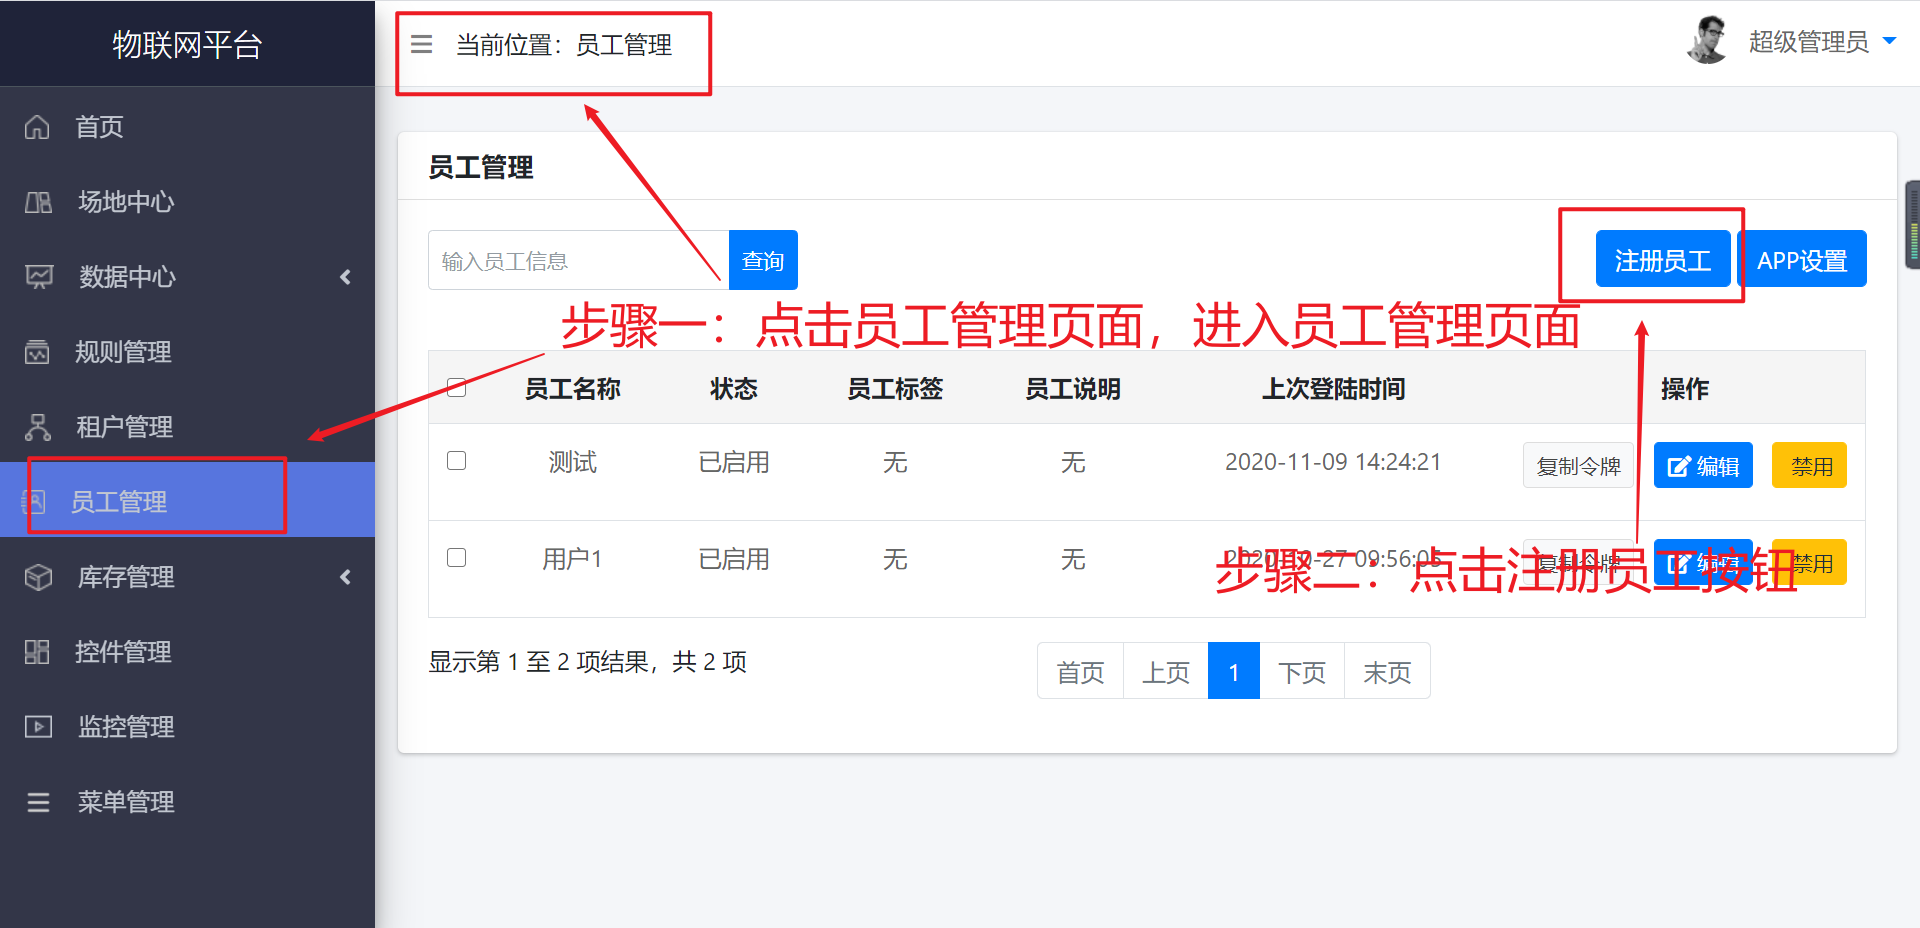 物联网平台
当前位置：员工管理
超级管理员
首页
场地中心
数据中心
规则管理
租户管理
员工管理
库存管理
控件管理
监控管理
菜单管理
员工管理
输入员工信息 查询 注册员工 APP设置
步骤一：点击员工管理页面，进入员工管理页面
员工名称 状态 员工标签 员工说明 上次登陆时间 操作
测试 已启用 无 无 2020-11-09 14:24:21 复制令牌 编辑 禁用
用户1 已启用 无 无 2020-10-27 09:56:05 复制令牌 编辑 禁用
步骤二：点击注册员工按钮
显示第 1 至 2 项结果，共 2 项
首页 上页 1 下页 末页